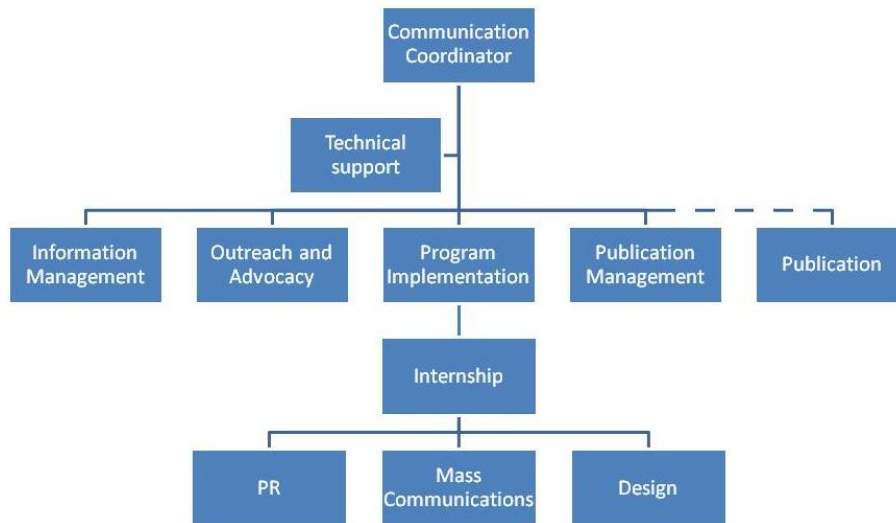 Communication
Coordinator
Technical
support
Information
Management
Outreach and
Advocacy
Program
Implementation
Publication
Management
Publication
Internship
PR
Mass
Communications
Design